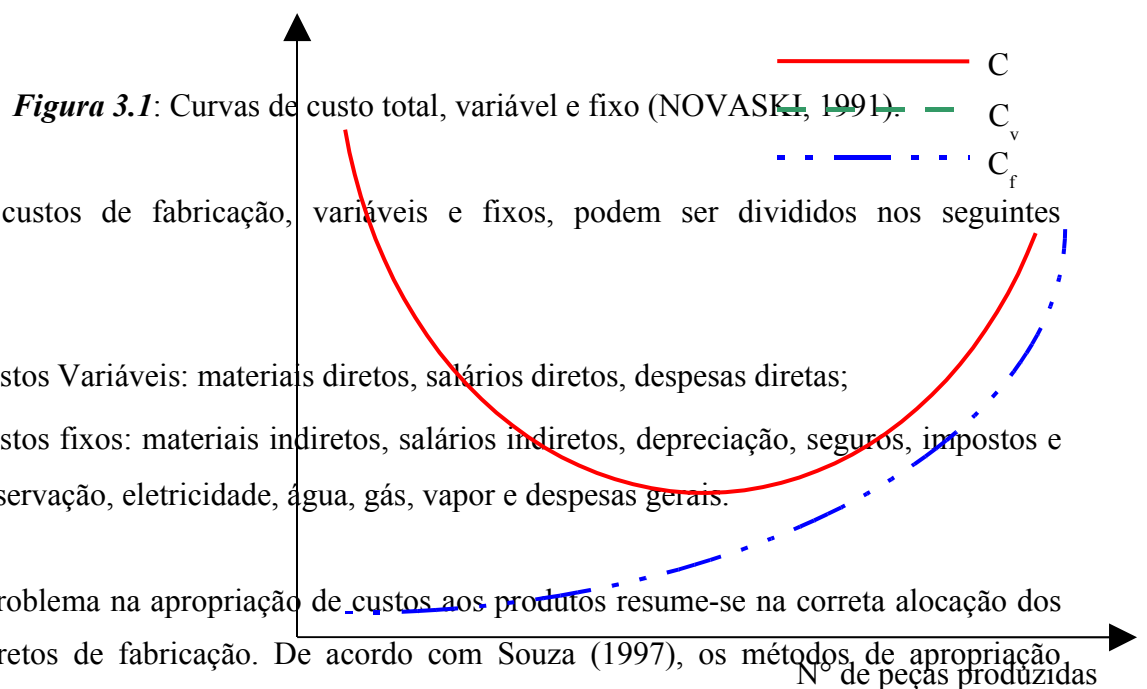 C
Figura 3.1: Curvas de custo total, variável e fixo (NOVASKI, 1991).
Cv
Cf
custos de fabricação, variáveis e fixos, podem ser divididos nos seguintes
stos Variáveis: materiais diretos, salários diretos, despesas diretas;
stos fixos: materiais indiretos, salários indiretos, depreciação, seguros, impostos e
servação, eletricidade, água, gás, vapor e despesas gerais.
roblema na apropriação de custos aos produtos resume-se na correta alocação dos
retos de fabricação. De acordo com Souza (1997), os métodos de apropriação
N° de peças produzidas